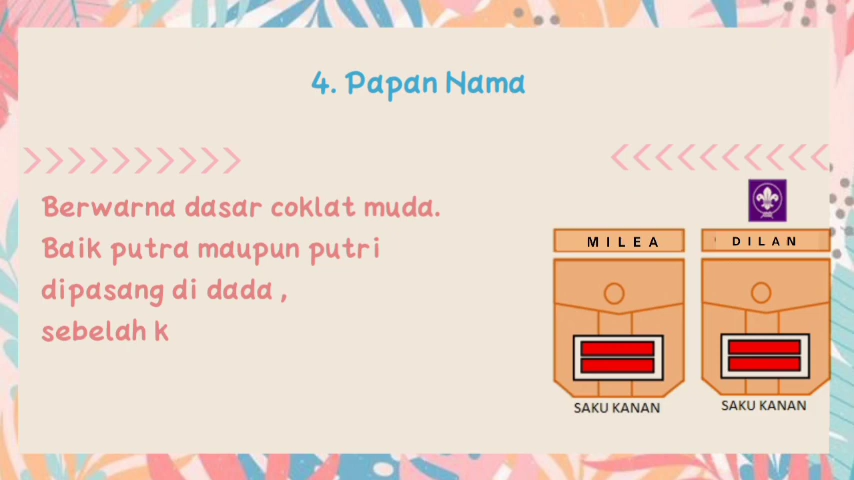 4. Papan Nama
Berwarna dasar coklat muda.
Baik putra maupun putri
dipasang di dada ,
sebelah k
MILEA
DILAN
SAKU KANAN
SAKU KANAN